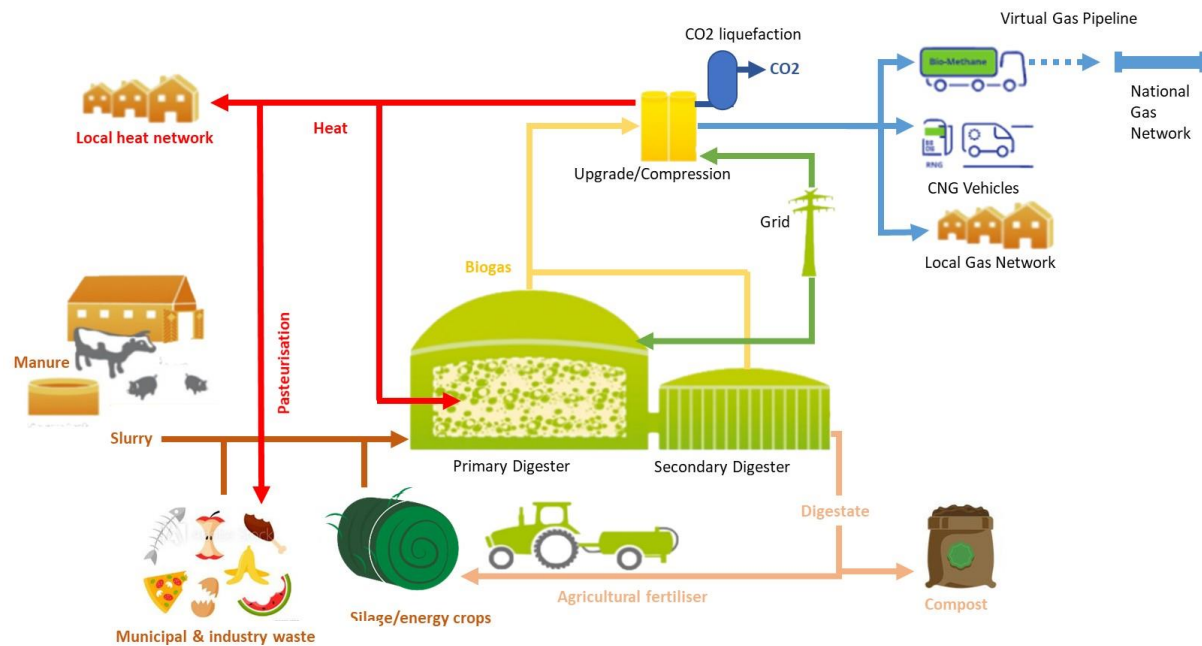 Virtual Gas Pipeline
CO2 liquefaction
CO2
Bio-Methane
National
Gas
Network
Local heat network
Heat
Upgrade/Compression
RNG
CNG Vehicles
Grid
Local Gas Network
Biogas
Manure
Pasteurisation
Slurry
Primary Digester
Secondary Digester
Digestate
Agricultural fertiliser
Compost
Silage/energy crops
Municipal & industry waste